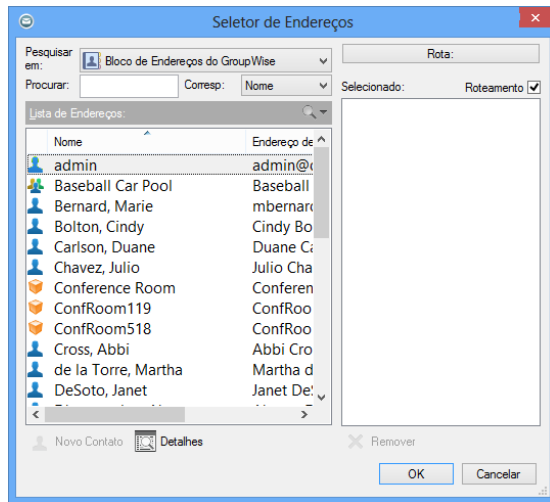 Seletor de Endereços
Pesquisar em:
Bloco de Endereços do GroupWise
Procurar:
Corresp:
Nome
Lista de Endereços:
Nome
Endereço de
admin admin@
Baseball Car Pool Baseball
Bernard, Marie mbernard
Bolton, Cindy Cindy Bo
Carlson, Duane Duane Ca
Chavez, Julio Julio Cha
Conference Room Conferen
ConfRoom119 ConfRoo
ConfRoom518 ConfRoo
Cross, Abbi Abbi Cro
de la Torre, Martha Martha d
DeSoto, Janet Janet De
Novo Contato
Detalhes
Rota:
Selecionado:
Roteamento
Remover
OK
Cancelar